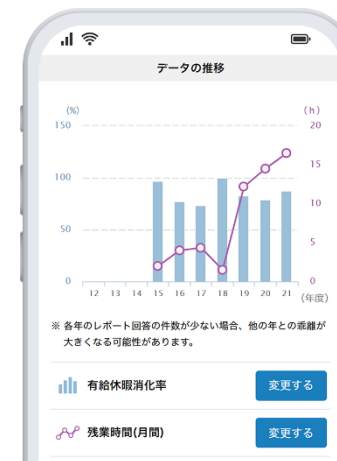 データの推移
(%)
(h)
150
20
15
100
10
50
5
0
0
12 13 14 15 16 17 18 19 20 21
(年度)
※ 各年のレポート回答の件数が少ない場合、他の年との乖離が
大きくなる可能性があります。
有給休暇消化率
変更する
残業時間(月間)
変更する